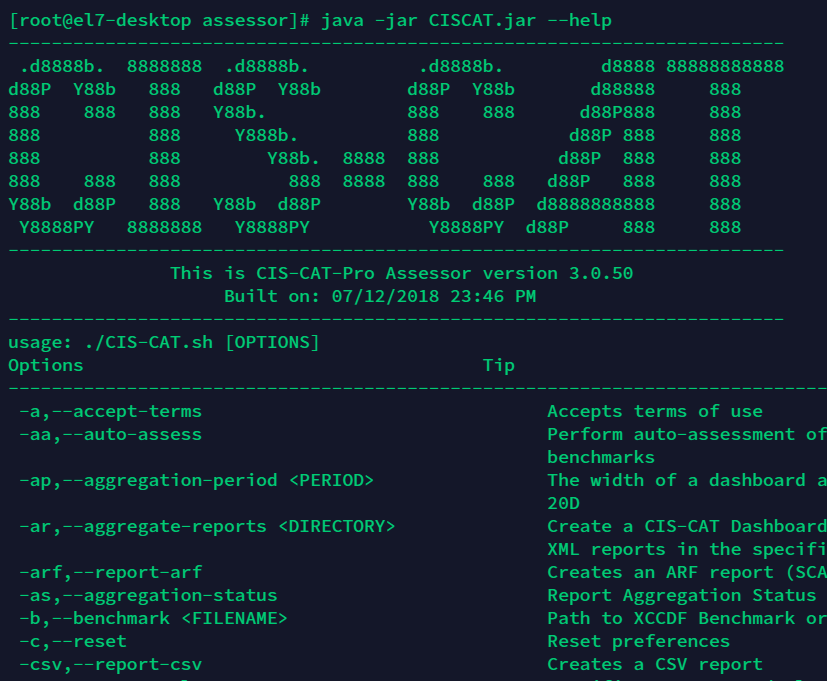 [root@el7-desktop assessor]# java -jar CISCAT.jar --help
------------------------------------------------------------------------
 .d8888b.  8888888  .d8888b.          .d8888b.         d8888 88888888888
d88P  Y88b   888   d88P  Y88b        d88P  Y88b       d88888     888
888    888   888   Y88b.             888    888      d88P888     888
888          888     Y888b.          888            d88P 888     888
888          888        Y88b.  8888  888           d88P  888     888
888    888   888          888  8888  888    888   d88P   888     888
Y88b  d88P   888   Y88b  d88P        Y88b  d88P  d8888888888     888
 Y8888PY   8888888   Y8888PY           Y8888PY  d88P     888     888
------------------------------------------------------------------------
This is CIS-CAT-Pro Assessor version 3.0.50
Built on: 07/12/2018 23:46 PM
------------------------------------------------------------------------
usage: ./CIS-CAT.sh [OPTIONS]
Options Tip
----------------------------------------------------------------------------
-a,--accept-terms Accepts terms of use
-aa,--auto-assess Perform auto-assessment of
benchmarks
-ap,--aggregation-period <PERIOD> The width of a dashboard a
20D
-ar,--aggregate-reports <DIRECTORY> Create a CIS-CAT Dashboard
XML reports in the specifi
-arf,--report-arf Creates an ARF report (SCA
-as,--aggregation-status Report Aggregation Status
-b,--benchmark <FILENAME> Path to XCCDF Benchmark or
-c,--reset Reset preferences
-csv,--report-csv Creates a CSV report